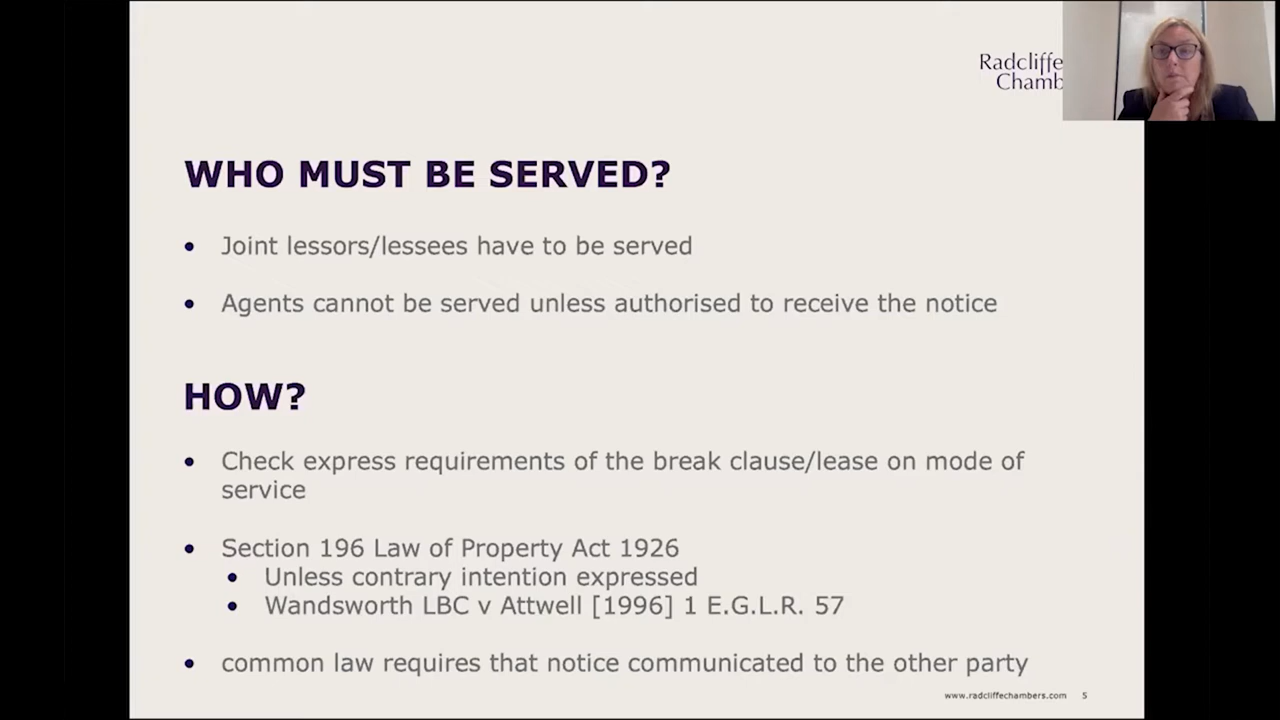 Radcliffe
Chamb
WHO MUST BE SERVED?
• Joint lessors/lessees have to be served
• Agents cannot be served unless authorised to receive the notice
HOW?
• Check express requirements of the break clause/lease on mode of
service
• Section 196 Law of Property Act 1926
• Unless contrary intention expressed
• Wandsworth LBC v Attwell [1996] 1 E.G.L.R. 57
• common law requires that notice communicated to the other party
www.radcliffechambers.com 5